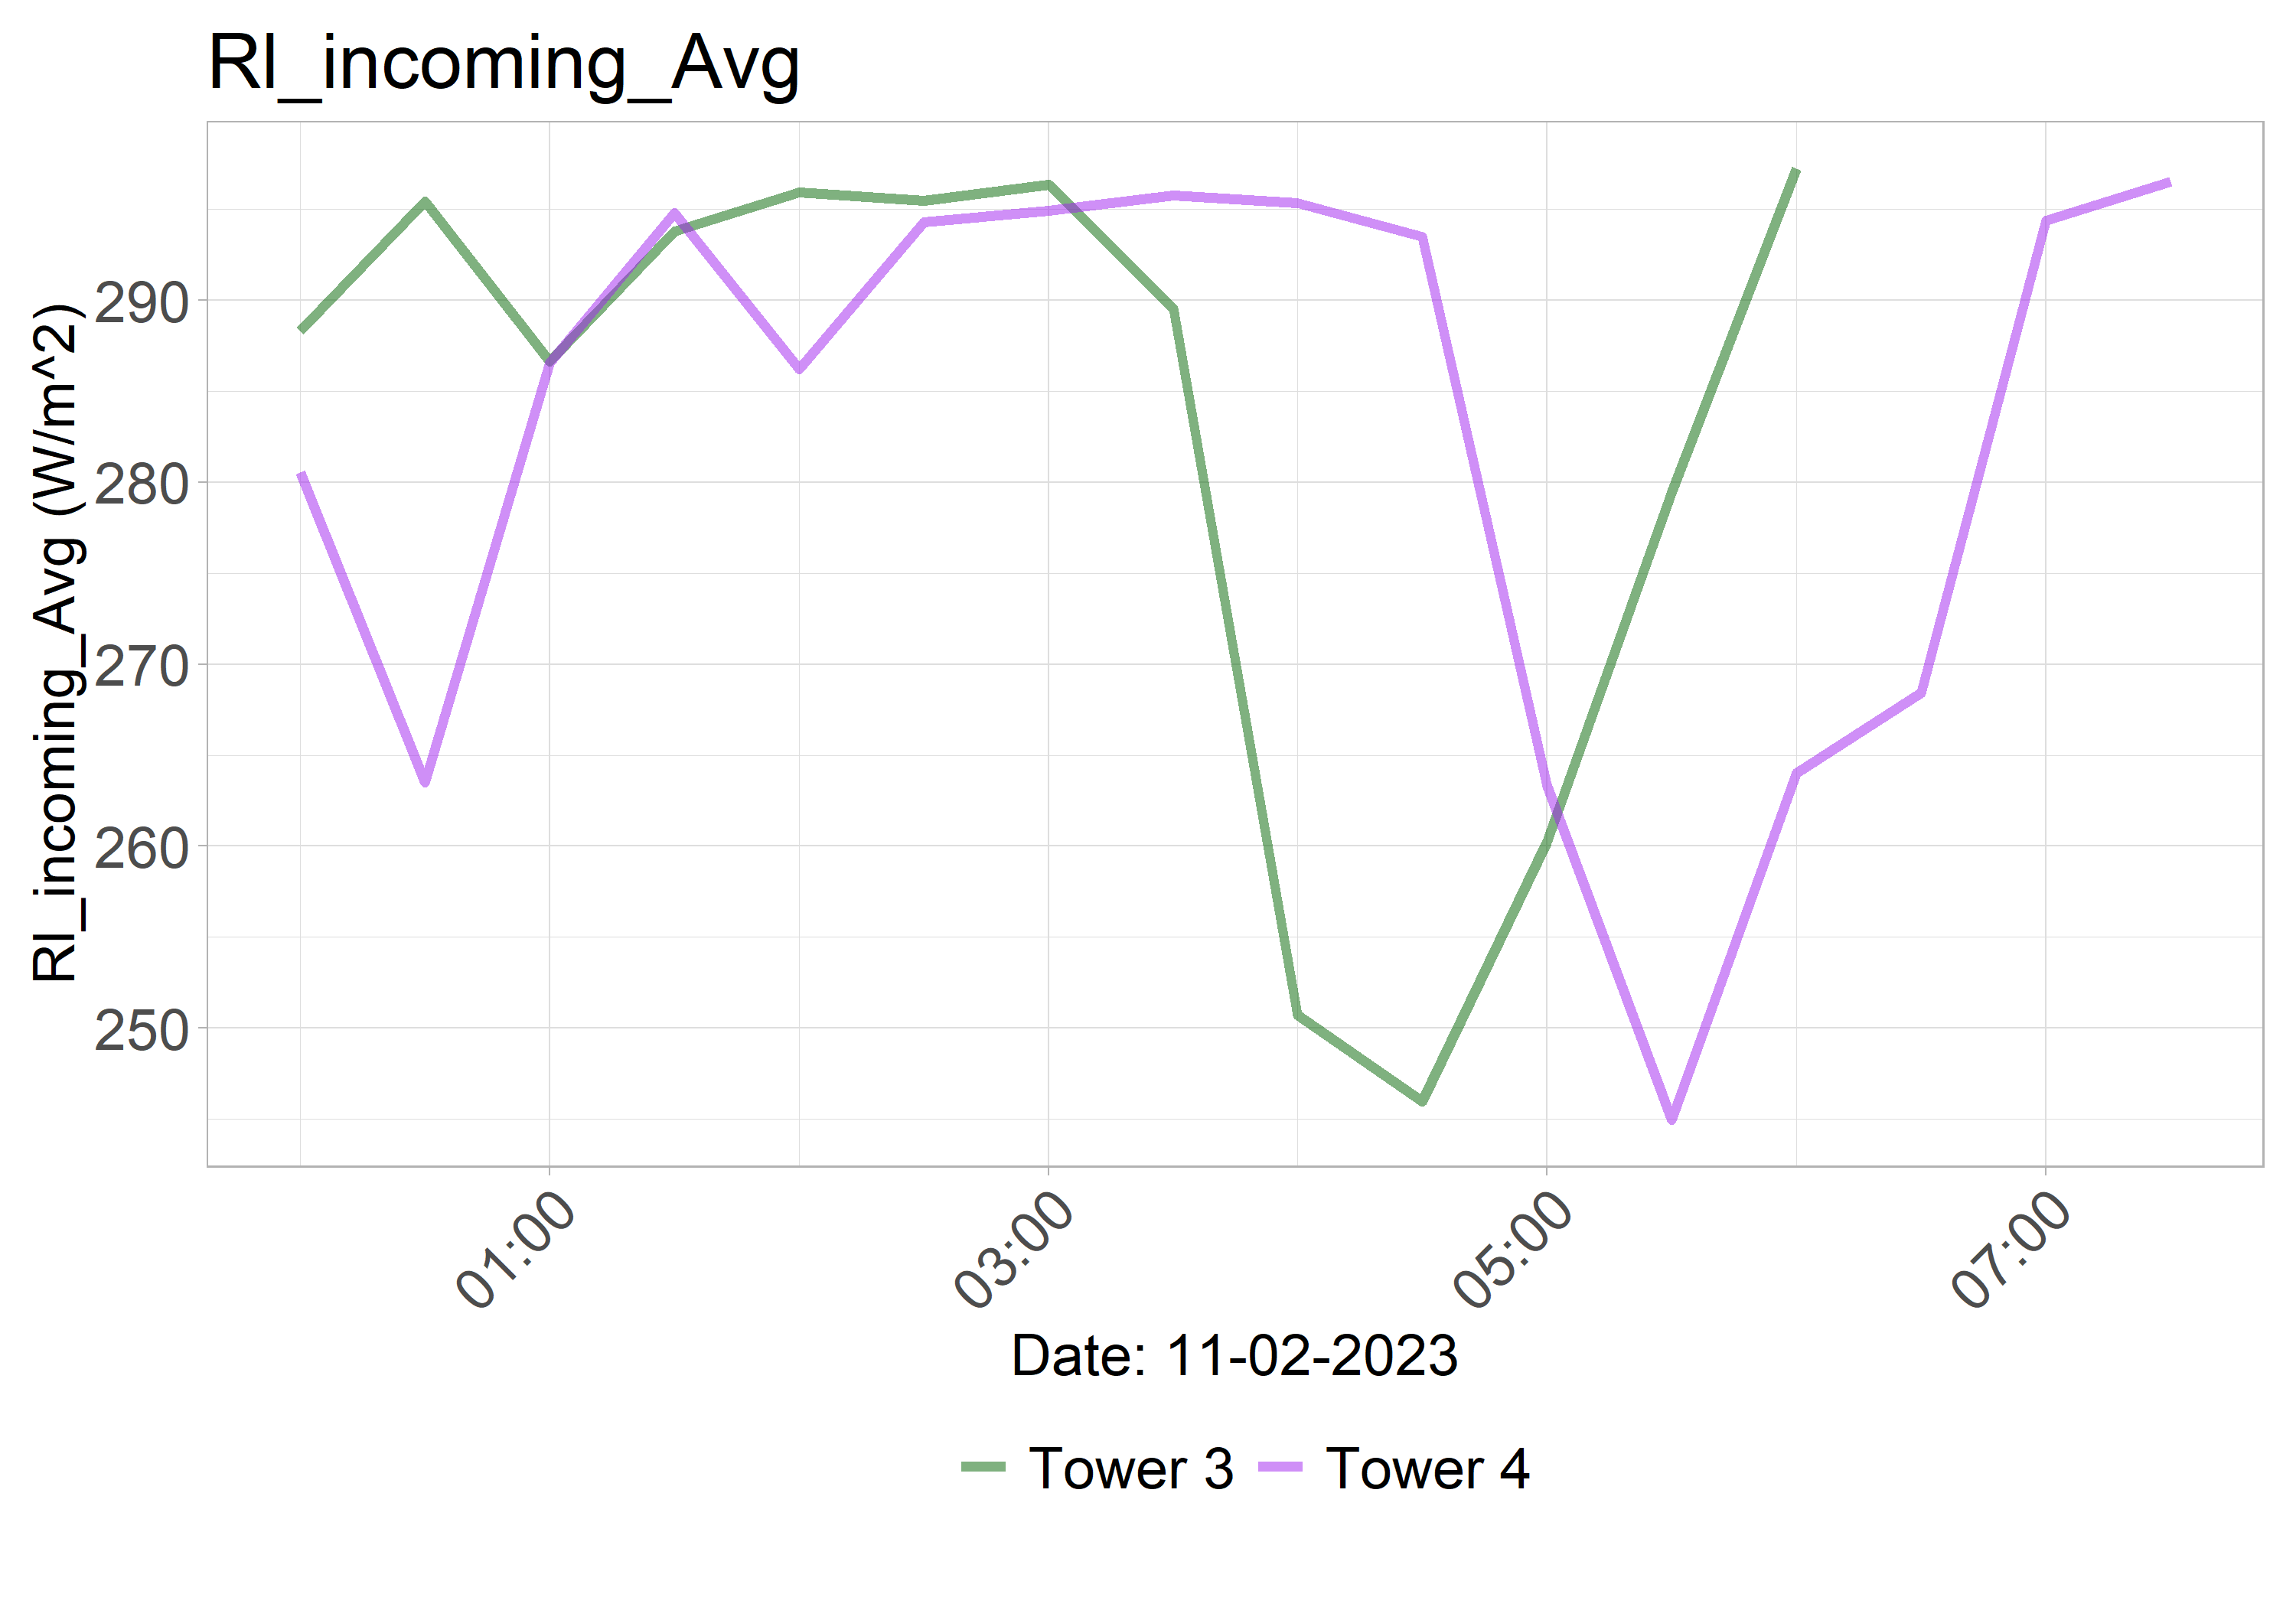 Rl_incoming_Avg
Rl_incoming_Avg (W/m^2)
290
280
270
260
250
01:00
03:00
05:00
07:00
Date: 11-02-2023
Tower 3
Tower 4